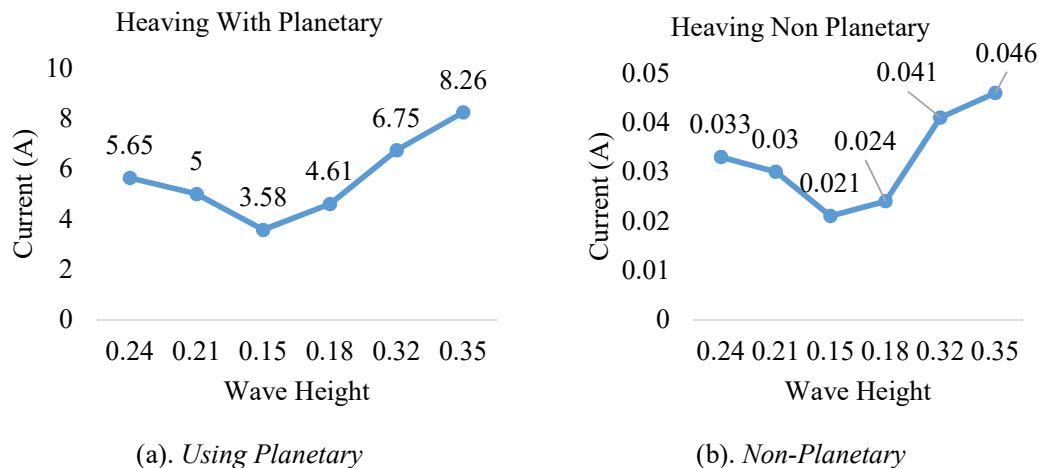 Heaving With Planetary
Current (A)
10
8
6
4
2
0
5.65
5
3.58
4.61
6.75
8.26
0.24 0.21 0.15 0.18 0.32 0.35
Wave Height
(a). Using Planetary
Heaving Non Planetary
Current (A)
0.05
0.04
0.03
0.02
0.01
0
0.033
0.03
0.021
0.024
0.041
0.046
0.24 0.21 0.15 0.18 0.32 0.35
Wave Height
(b). Non-Planetary